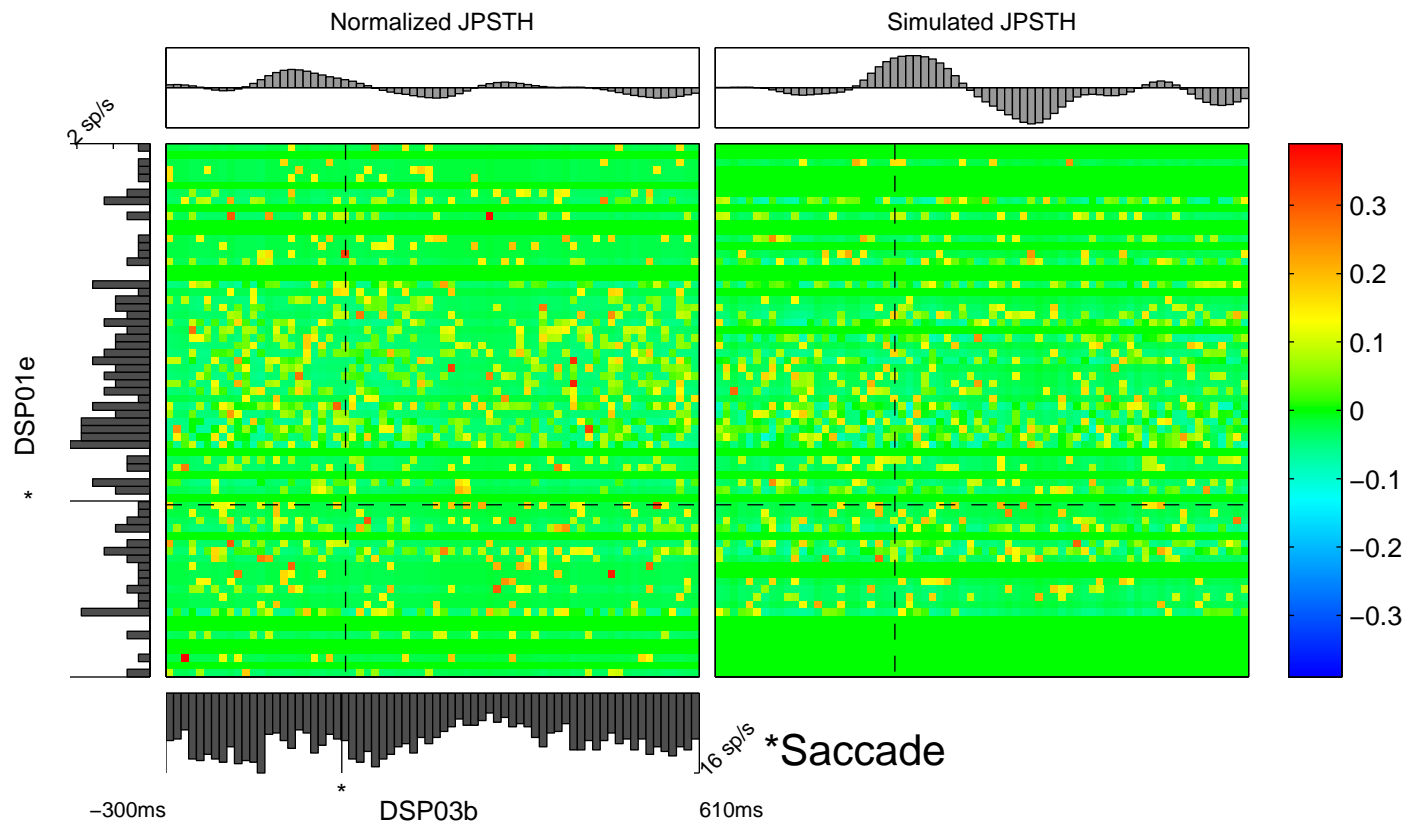 Normalized JPSTH
Simulated JPSTH
2 sp/s
DSP01e
*
0.3
0.2
0.1
0
−0.1
−0.2
−0.3
16 sp/s
*Saccade
*
−300ms
DSP03b
610ms